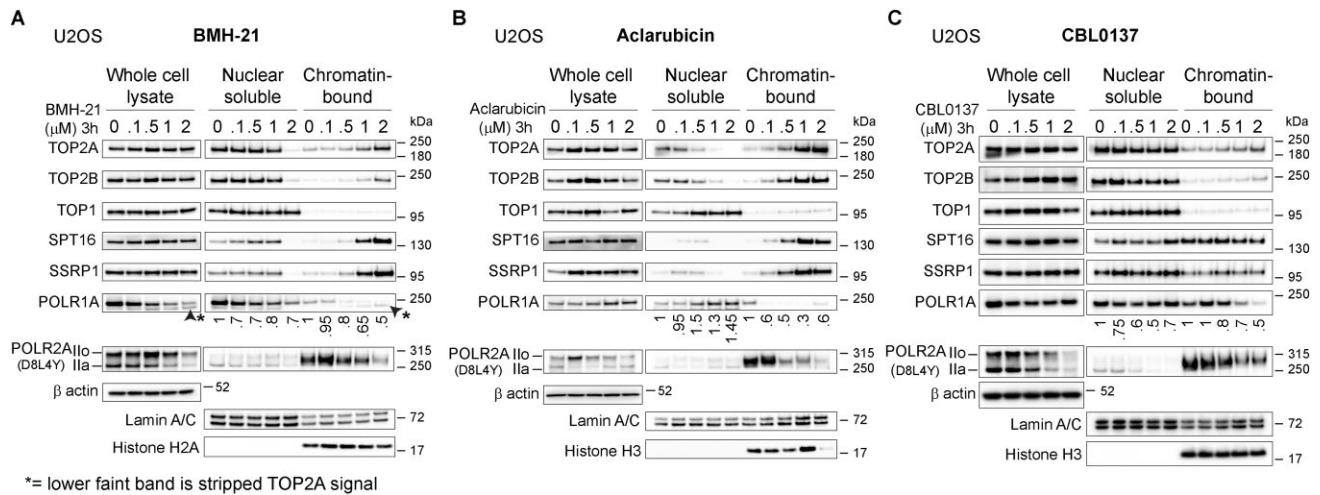 A
U2OS BMH-21
Whole cell lysate
Nuclear soluble
Chromatin-bound
BMH-21
(μM) 3h 0 .1 .5 1 2 0 .1 .5 1 2 0 .1 .5 1 2 kDa
TOP2A 250
180
TOP2B 250
TOP1 95
SPT16 130
SSRP1 95
POLR1A 250
* *
1 .7 .7 .8 .7 1 .95 .8 .65 .5
POLR2A IIo 315
(D8L4Y) IIa 250
β actin 52
Lamin A/C 72
Histone H2A 17
*= lower faint band is stripped TOP2A signal
B
U2OS Aclarubicin
Whole cell lysate
Nuclear soluble
Chromatin-bound
Aclarubicin
(μM) 3h 0 .1 .5 1 2 0 .1 .5 1 2 0 .1 .5 1 2 kDa
TOP2A 250
180
TOP2B 250
TOP1 95
SPT16 130
SSRP1 95
POLR1A 250
1 .95 1.5 1.3 1.45 1 .6 .5 .3 .6
POLR2A IIo 315
(D8L4Y) IIa 250
β actin 52
Lamin A/C 72
Histone H3 17
C
U2OS CBL0137
Whole cell lysate
Nuclear soluble
Chromatin-bound
CBL0137
(μM) 3h 0 .1 .5 1 2 0 .1 .5 1 2 0 .1 .5 1 2 kDa
TOP2A 250
180
TOP2B 250
TOP1 95
SPT16 130
SSRP1 95
POLR1A 250
1 .75 .6 .5 .7 1 1 .8 .7 .5
POLR2A IIo 315
(D8L4Y) IIa 250
β actin 52
Lamin A/C 72
Histone H3 17